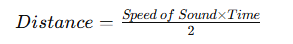 Distance = Speed of Sound×Time / 2